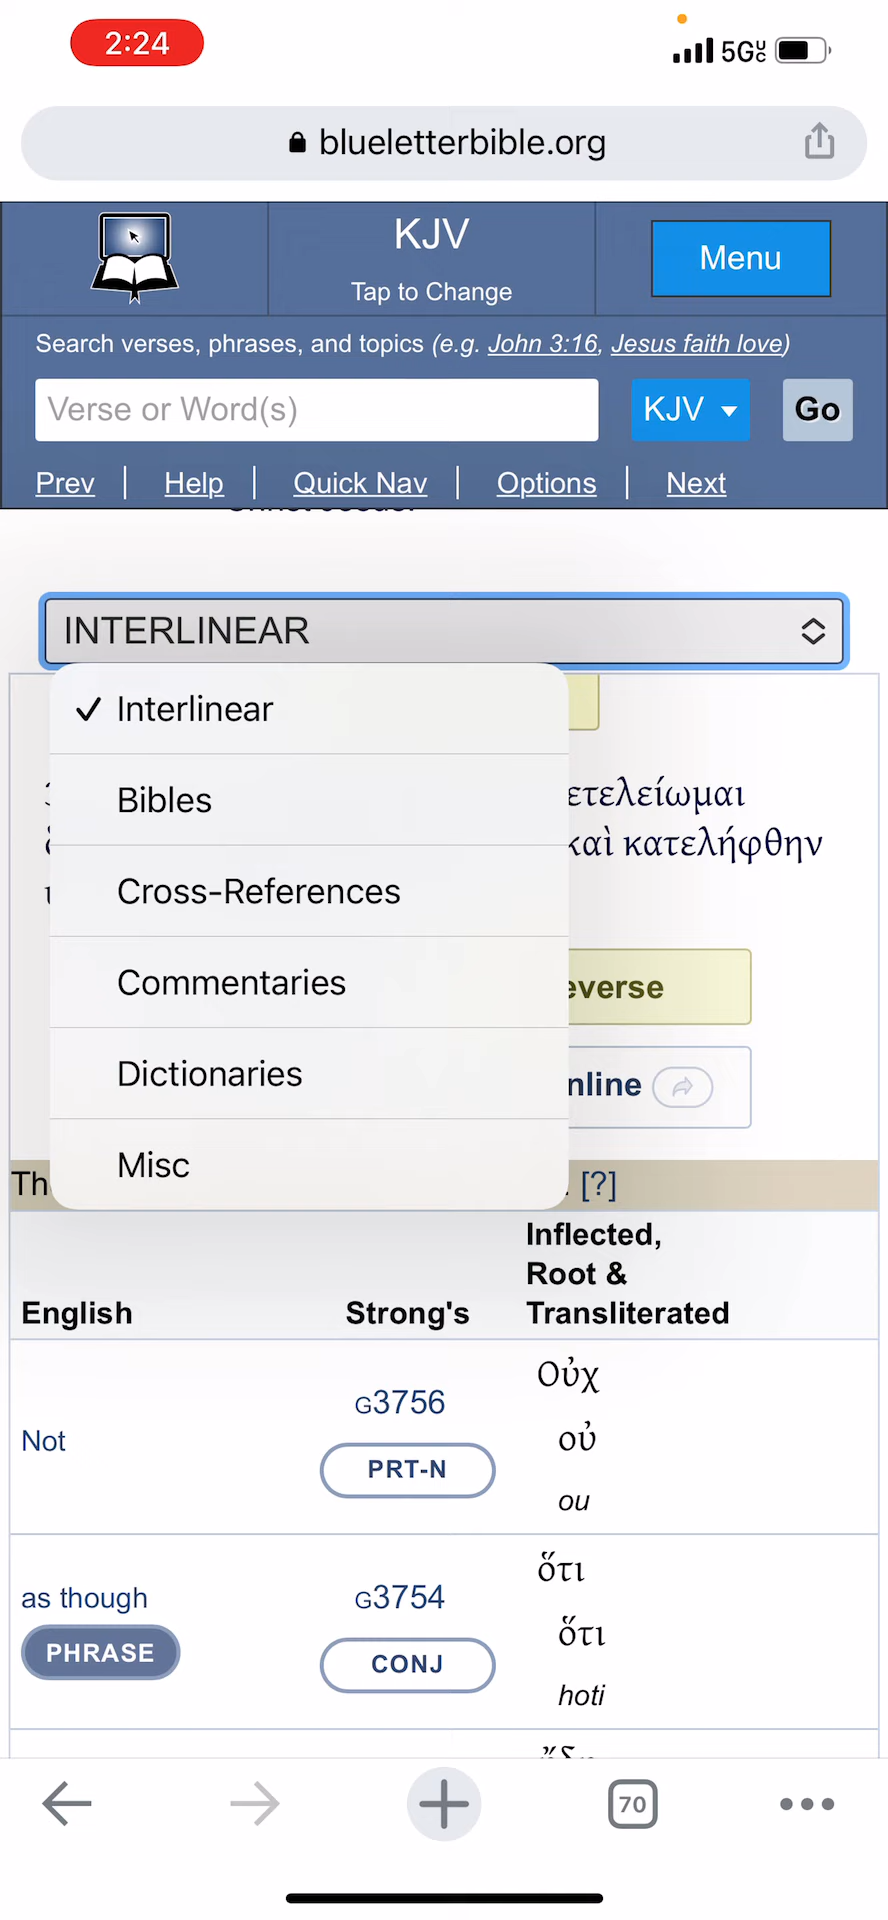 2:24
5G
blueletterbible.org
KJV
Tap to Change
Menu
Search verses, phrases, and topics (e.g. John 3:16, Jesus faith love)
Verse or Word(s)
KJV
Go
Prev | Help | Quick Nav | Options | Next
INTERLINEAR
✓ Interlinear
Bibles
Cross-References
Commentaries
Dictionaries
Misc
ετελείωμαι
καὶ κατελήφθην
everse
nline
Th
. [?]
English
Strong's
Inflected,
Root &
Transliterated
Not
G3756
PRT-N
Οὐχ
οὐ
ou
as though
PHRASE
G3754
CONJ
ὅτι
ὅτι
hoti
70